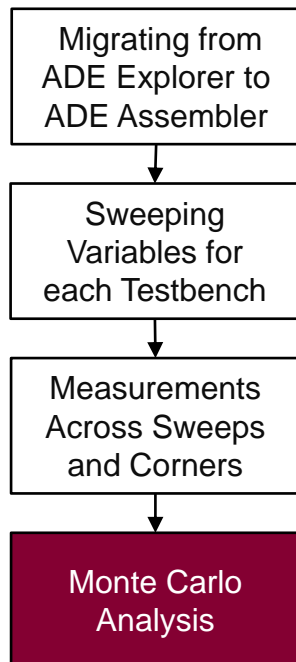 Migrating from
ADE Explorer to
ADE Assembler
Sweeping
Variables for
each Testbench
Measurements
Across Sweeps
and Corners
Monte Carlo
Analysis